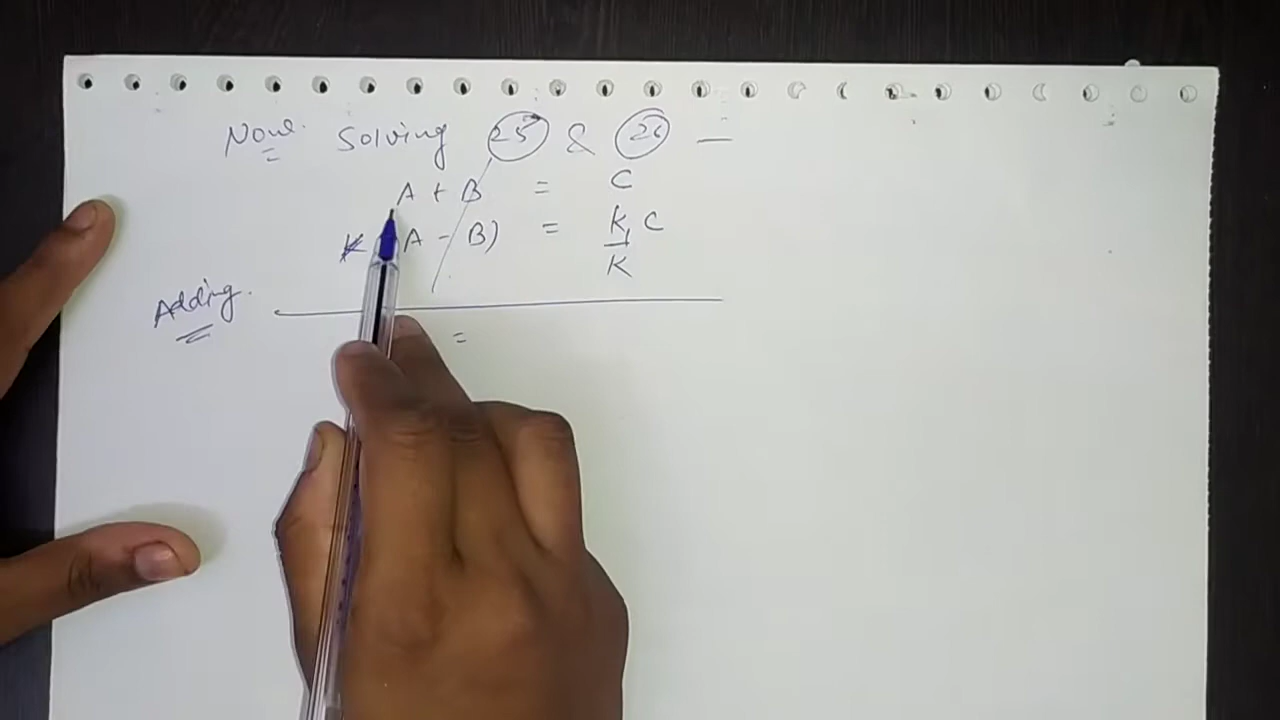 Now. Solving 25 & 26 —
A + B = C
K (A - B) = K₁ C
K
Adding.
=